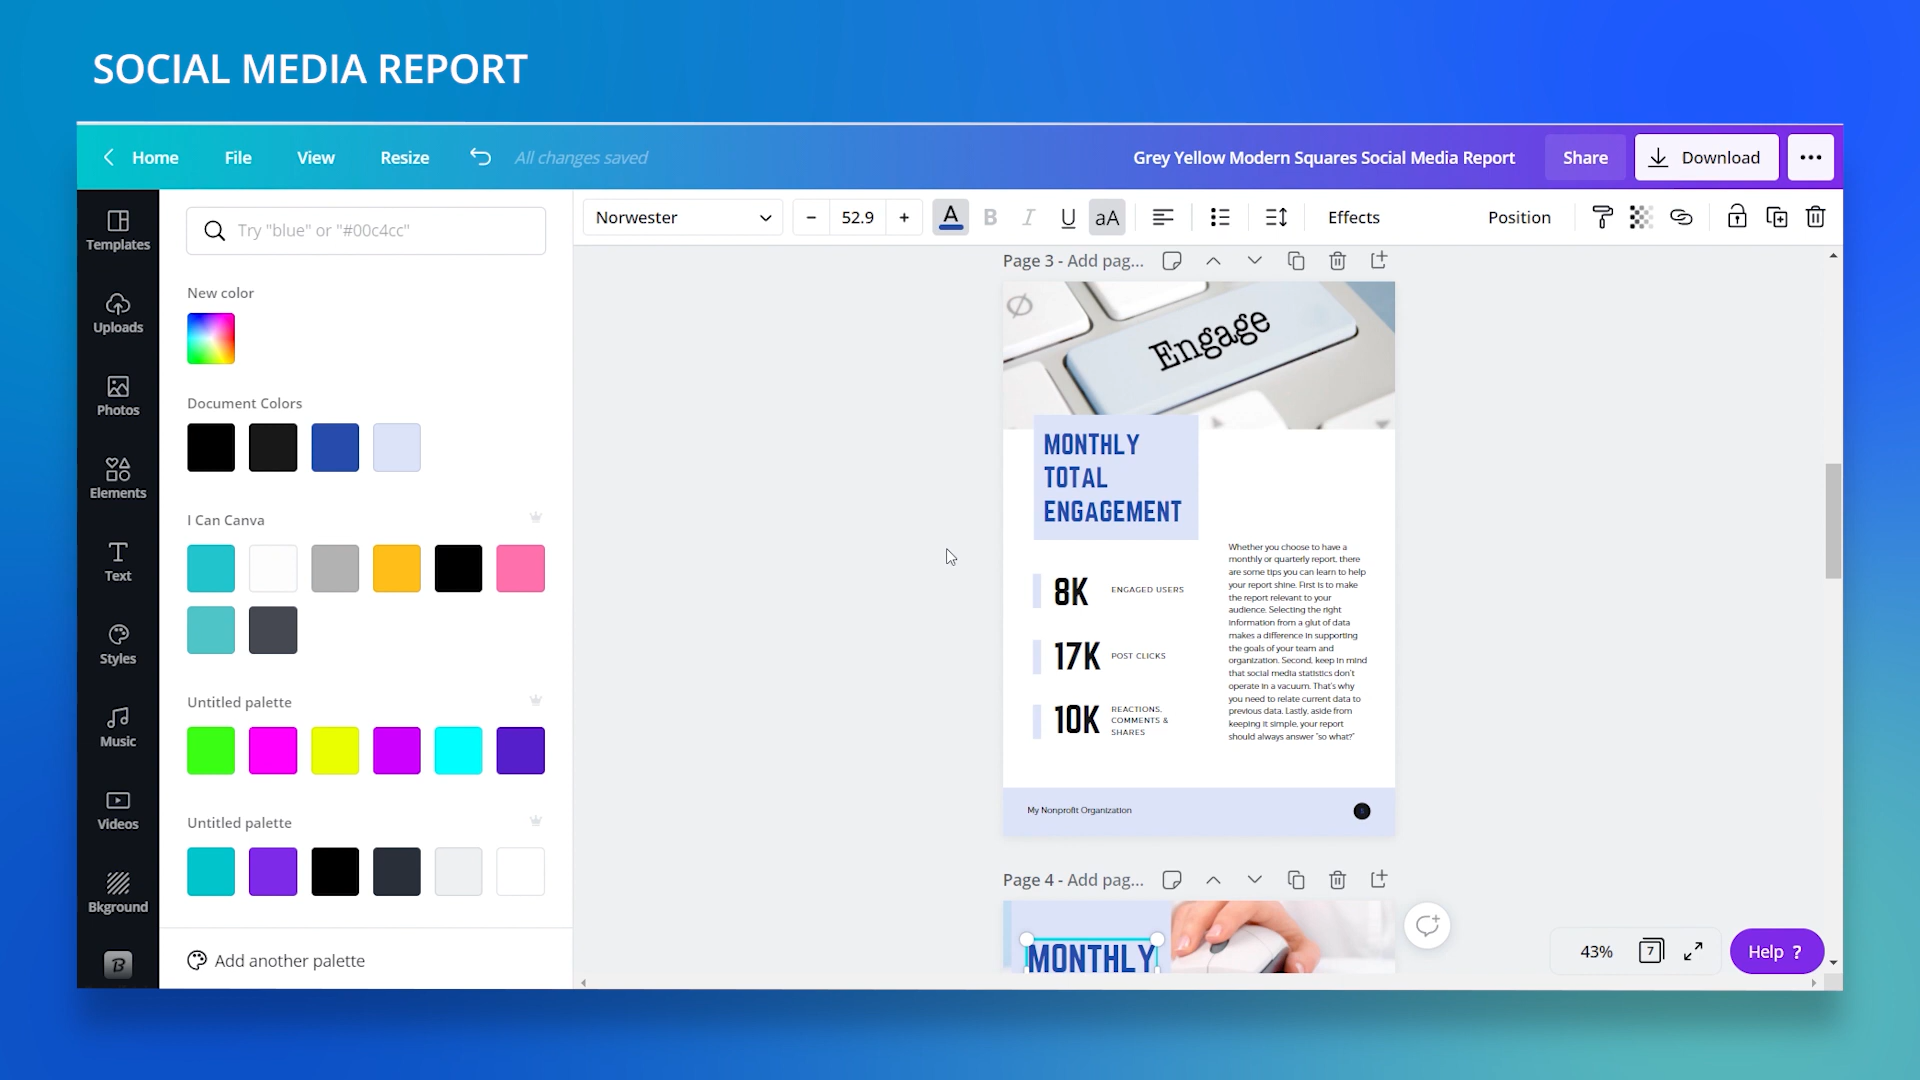 SOCIAL MEDIA REPORT
Home
File
View
Resize
All changes saved
Grey Yellow Modern Squares Social Media Report
Share
Download
Templates
Uploads
Photos
Elements
Text
Styles
Music
Videos
Bkground
B
Try "blue" or "#00c4cc"
New color
Document Colors
I Can Canva
Untitled palette
Untitled palette
Add another palette
Norwester
− 52.9 +
A B I U aA
Effects
Position
Page 3 - Add pag...
Engage
MONTHLY
TOTAL
ENGAGEMENT
8K ENGAGED USERS
17K POST CLICKS
10K REACTIONS,
COMMENTS &
SHARES
Whether you choose to have a
monthly or quarterly report, there
are some tips you can learn to help
your report shine. First is to make
the report relevant to your
audience. Selecting the right
information from a glut of data
makes a difference in supporting
the goals of your team and
organization. Second, keep in mind
that social media statistics don't
operate in a vacuum. That's why
you need to relate current data to
previous data. Lastly, aside from
keeping it simple, your report
should always answer "so what?"
My Nonprofit Organization
Page 4 - Add pag...
MONTHLY
43%
7
Help ?